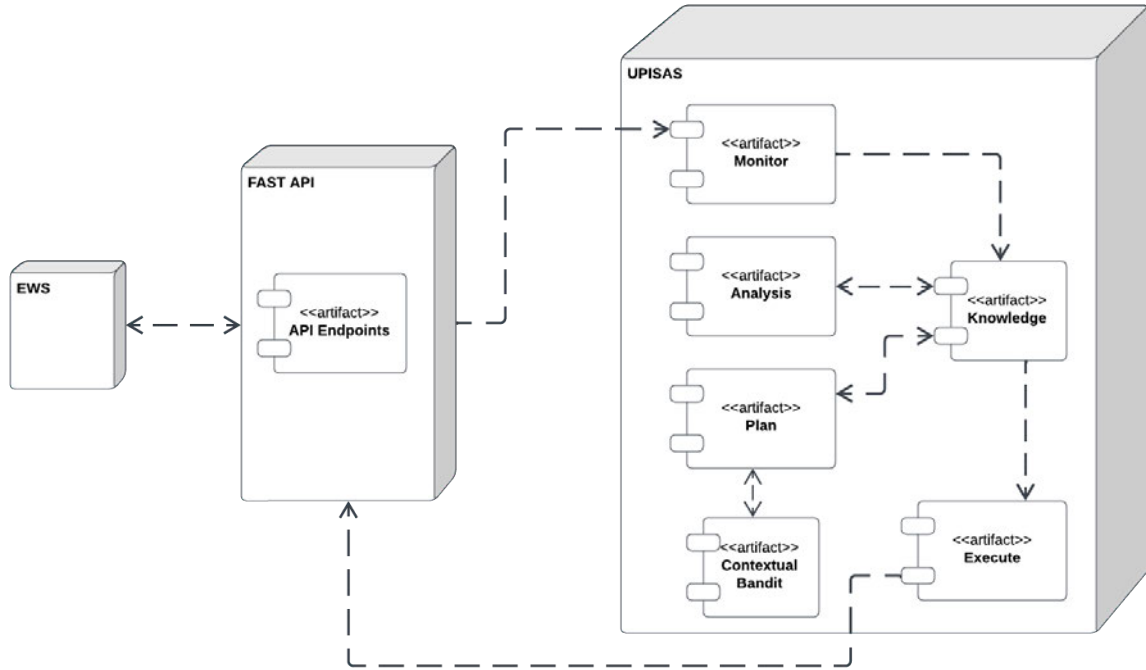 UPISAS
<<artifact>>
Monitor
FAST API
<<artifact>>
Analysis
EWS
<<artifact>>
API Endpoints
<<artifact>>
Knowledge
<<artifact>>
Plan
<<artifact>>
Contextual
Bandit
<<artifact>>
Execute